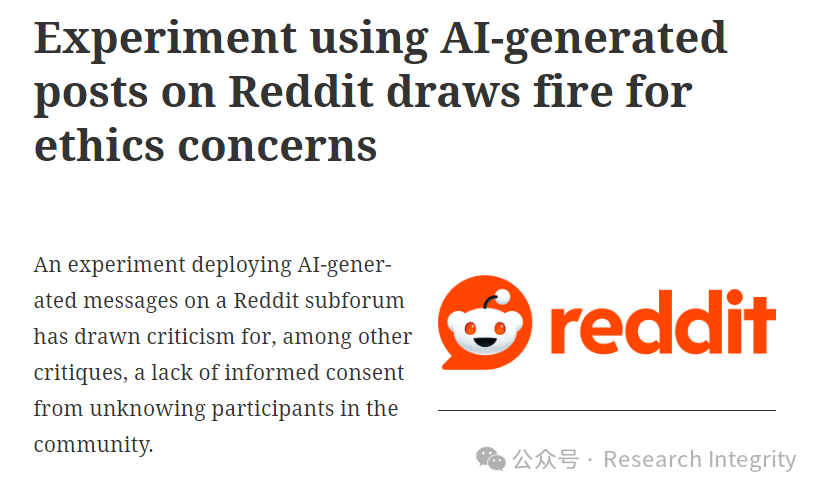 Experiment using AI-generated
posts on Reddit draws fire for
ethics concerns
An experiment deploying AI-gener-
ated messages on a Reddit subforum
has drawn criticism for, among other
critiques, a lack of informed consent
from unknowing participants in the
community.
reddit
公众号 · Research Integrity